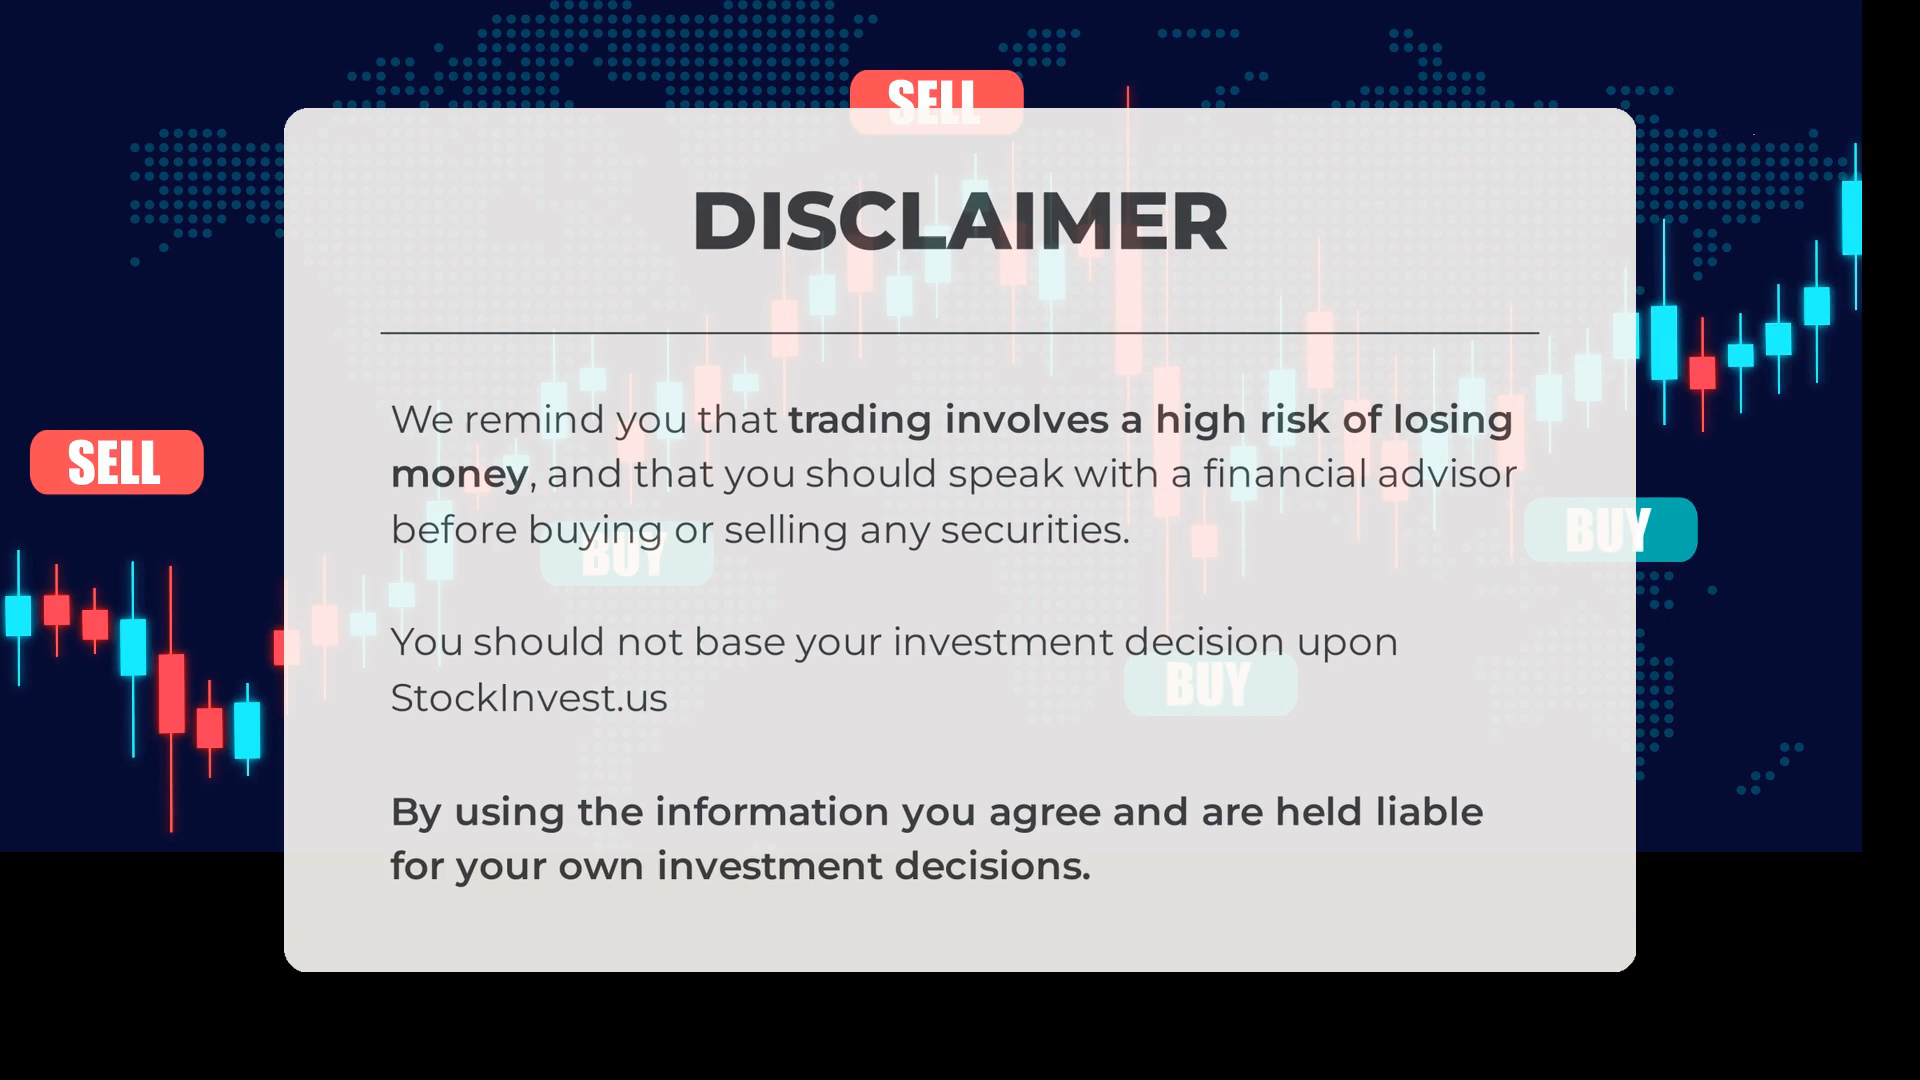 SELL
DISCLAIMER
We remind you that trading involves a high risk of losing
money, and that you should speak with a financial advisor
before buying or selling any securities.
SELL
BUY
BUY
You should not base your investment decision upon
StockInvest.us
BUY
By using the information you agree and are held liable
for your own investment decisions.